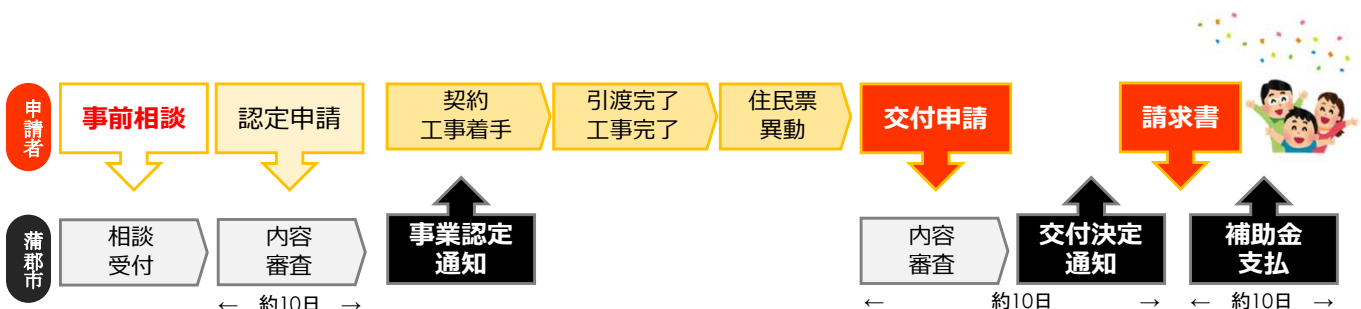 申請者
事前相談
認定申請
契約
工事着手
引渡完了
工事完了
住民票
異動
交付申請
請求書
蒲郡市
相談
受付
内容
審査
事業認定
通知
内容
審査
交付決定
通知
補助金
支払
← 約10日 →
← 約10日 →
← 約10日 →